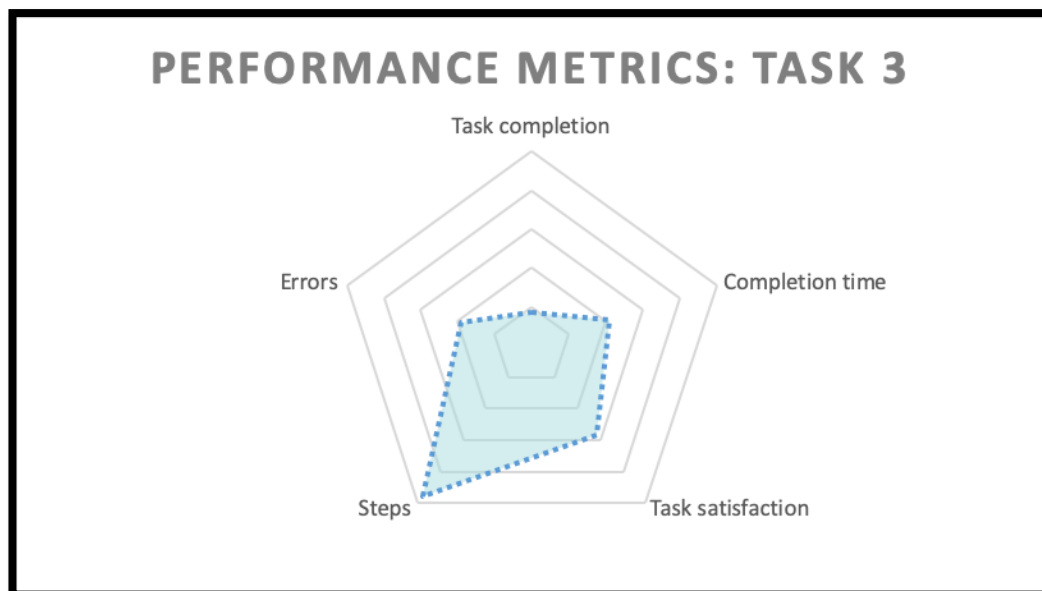 PERFORMANCE METRICS: TASK 3
Task completion
Errors
Completion time
Steps
Task satisfaction